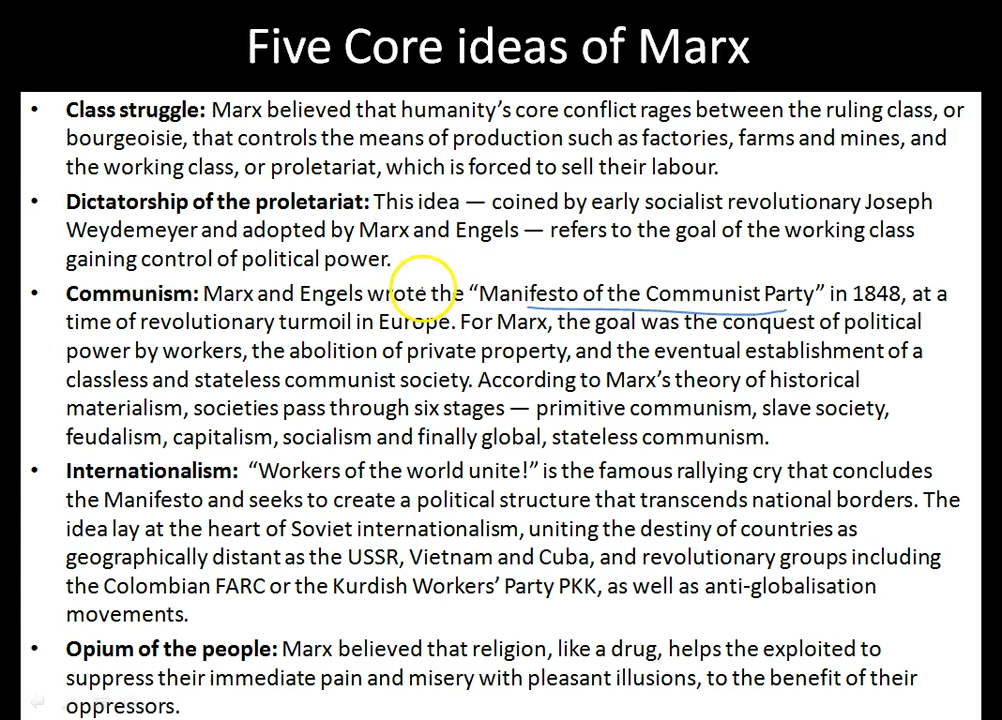 Five Core ideas of Marx
• Class struggle: Marx believed that humanity’s core conflict rages between the ruling class, or
bourgeoisie, that controls the means of production such as factories, farms and mines, and
the working class, or proletariat, which is forced to sell their labour.
• Dictatorship of the proletariat: This idea — coined by early socialist revolutionary Joseph
Weydemeyer and adopted by Marx and Engels — refers to the goal of the working class
gaining control of political power.
• Communism: Marx and Engels wrote the “Manifesto of the Communist Party” in 1848, at a
time of revolutionary turmoil in Europe. For Marx, the goal was the conquest of political
power by workers, the abolition of private property, and the eventual establishment of a
classless and stateless communist society. According to Marx’s theory of historical
materialism, societies pass through six stages — primitive communism, slave society,
feudalism, capitalism, socialism and finally global, stateless communism.
• Internationalism: “Workers of the world unite!” is the famous rallying cry that concludes
the Manifesto and seeks to create a political structure that transcends national borders. The
idea lay at the heart of Soviet internationalism, uniting the destiny of countries as
geographically distant as the USSR, Vietnam and Cuba, and revolutionary groups including
the Colombian FARC or the Kurdish Workers’ Party PKK, as well as anti-globalisation
movements.
• Opium of the people: Marx believed that religion, like a drug, helps the exploited to
suppress their immediate pain and misery with pleasant illusions, to the benefit of their
oppressors.